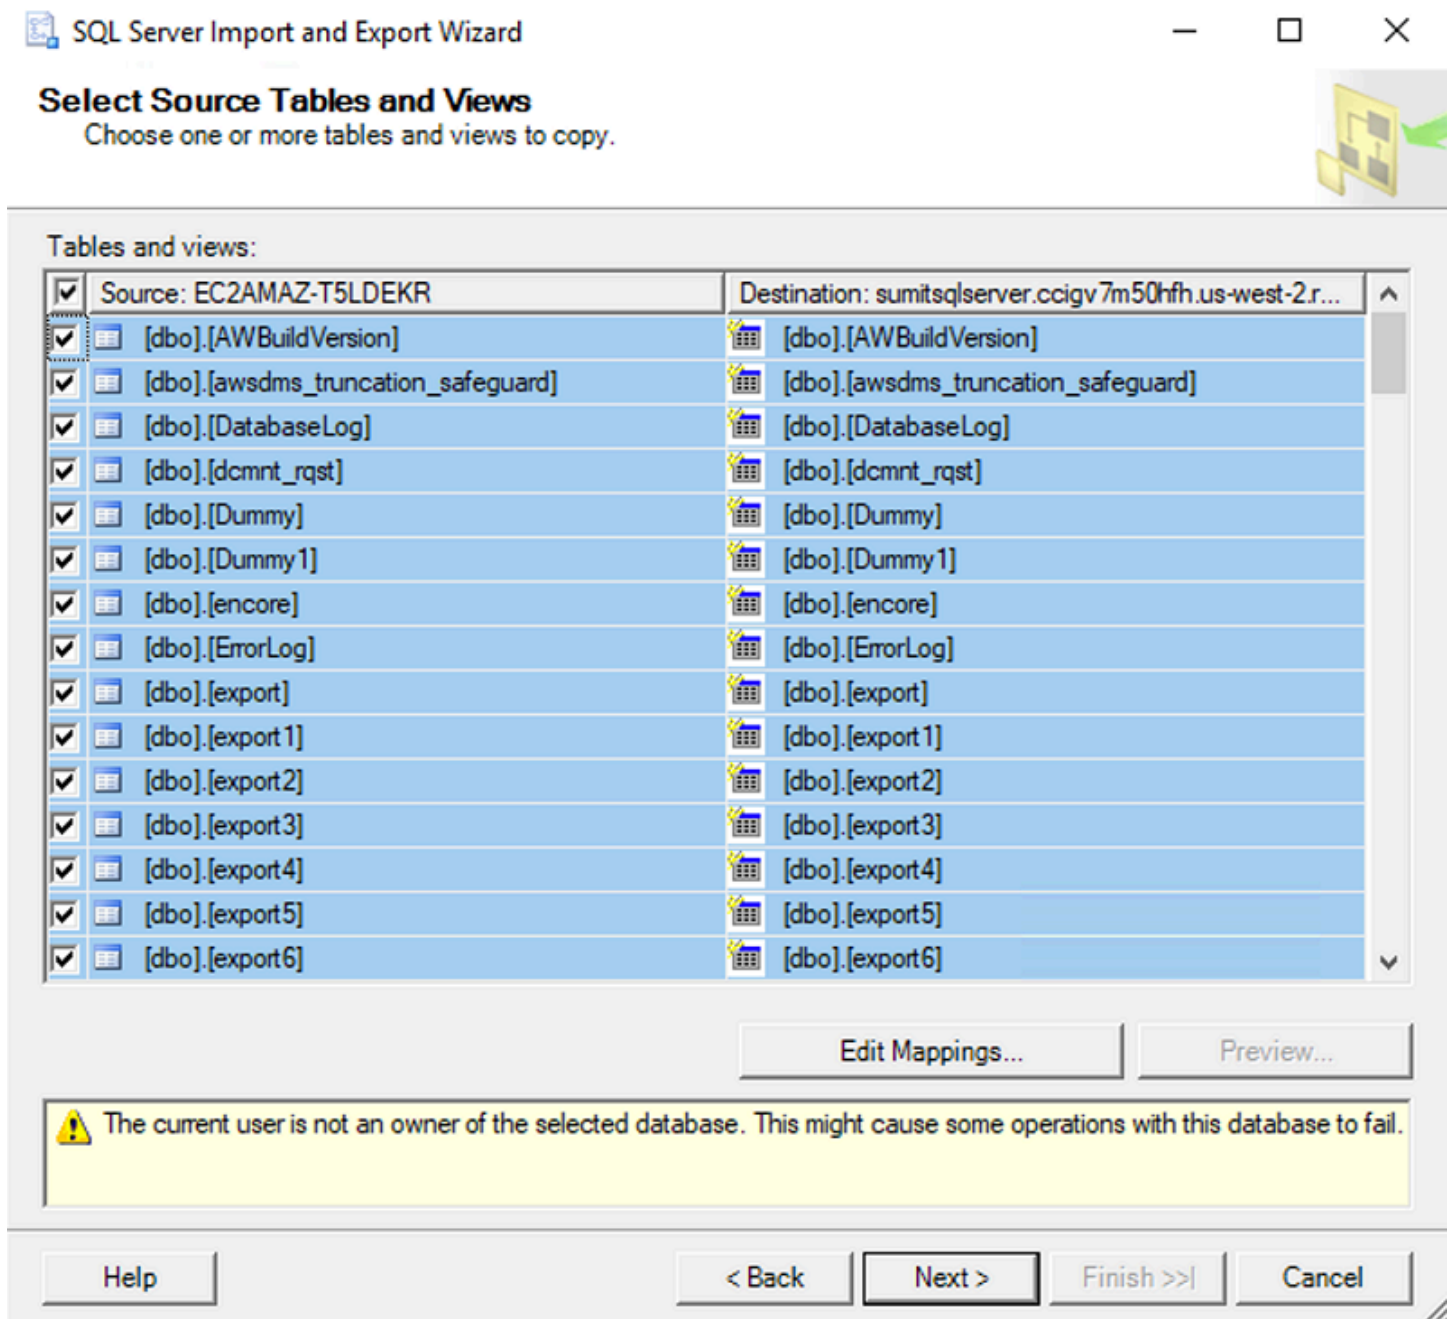 SQL Server Import and Export Wizard
Select Source Tables and Views
Choose one or more tables and views to copy.
Tables and views:
Source: EC2AMAZ-T5LDEKR Destination: sumitsqlserver.ccigv7m50hfh.us-west-2.r...
[dbo].[AWBuildVersion] [dbo].[AWBuildVersion]
[dbo].[awsdms_truncation_safeguard] [dbo].[awsdms_truncation_safeguard]
[dbo].[DatabaseLog] [dbo].[DatabaseLog]
[dbo].[dcmnt_rqst] [dbo].[dcmnt_rqst]
[dbo].[Dummy] [dbo].[Dummy]
[dbo].[Dummy1] [dbo].[Dummy1]
[dbo].[encore] [dbo].[encore]
[dbo].[ErrorLog] [dbo].[ErrorLog]
[dbo].[export] [dbo].[export]
[dbo].[export1] [dbo].[export1]
[dbo].[export2] [dbo].[export2]
[dbo].[export3] [dbo].[export3]
[dbo].[export4] [dbo].[export4]
[dbo].[export5] [dbo].[export5]
[dbo].[export6] [dbo].[export6]
Edit Mappings... Preview...
The current user is not an owner of the selected database. This might cause some operations with this database to fail.
Help < Back Next > Finish >>| Cancel